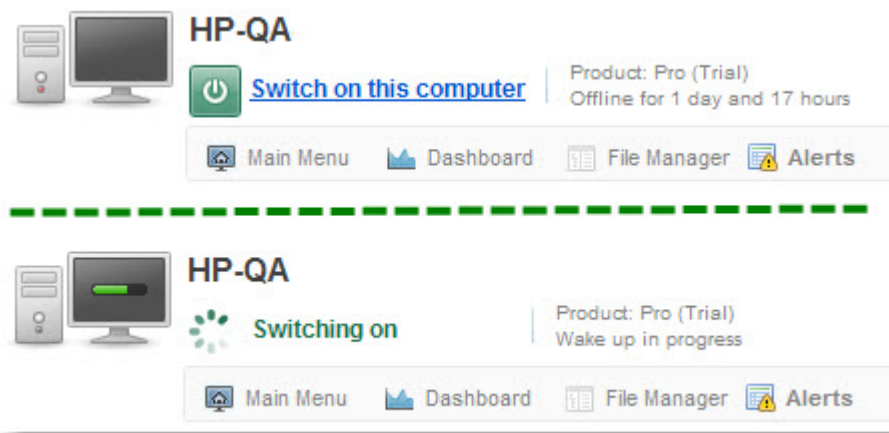 HP-QA
Switch on this computer
Product: Pro (Trial)
Offline for 1 day and 17 hours
Main Menu Dashboard File Manager Alerts
HP-QA
Switching on
Product: Pro (Trial)
Wake up in progress
Main Menu Dashboard File Manager Alerts